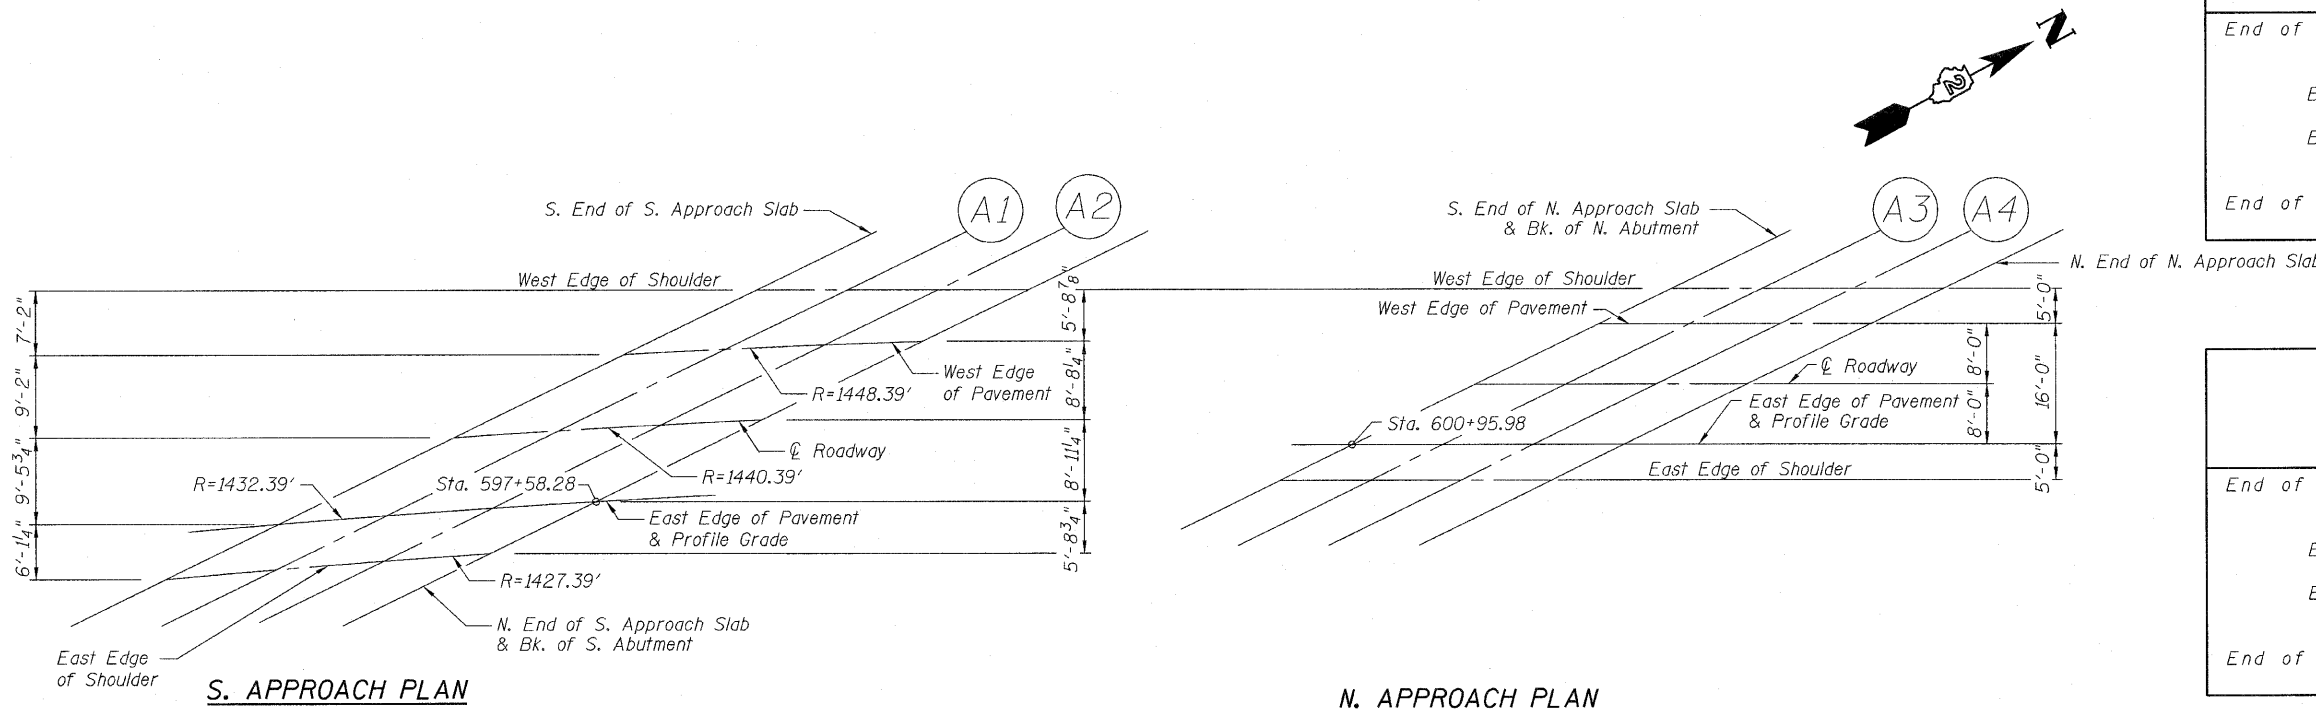 N
2
End of
E
E
End of
S. End of S. Approach Slab
A1
A2
West Edge of Shoulder
7'-2"
9'-2"
9'-5¾"
6'-1¼"
5'-8⅞"
8'-8¼"
8'-11¼"
5'-8¾"
West Edge
of Pavement
R=1448.39'
℄ Roadway
R=1440.39'
R=1432.39'
Sta. 597+58.28
East Edge of Pavement
& Profile Grade
R=1427.39'
N. End of S. Approach Slab
& Bk. of S. Abutment
East Edge
of Shoulder
S. APPROACH PLAN
S. End of N. Approach Slab
& Bk. of N. Abutment
A3
A4
N. End of N. Approach Slab
West Edge of Shoulder
West Edge of Pavement
5'-0"
8'-0"
16'-0"
8'-0"
5'-0"
℄ Roadway
East Edge of Pavement
& Profile Grade
Sta. 600+95.98
East Edge of Shoulder
N. APPROACH PLAN
End of
E
E
End of